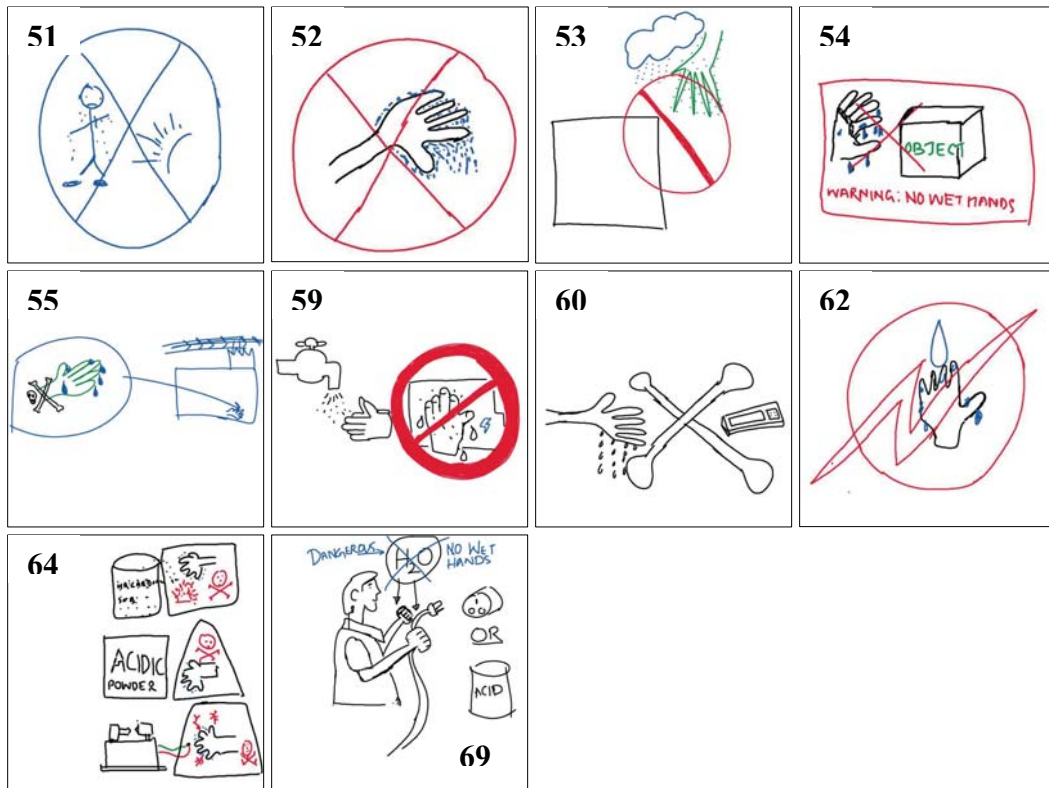 51
52
53
54
OBJECT
WARNING: NO WET HANDS
55
59
60
62
64
ACIDIC
POWDER
DANGEROUS
H2O
NO WET
HANDS
OR
ACID
69